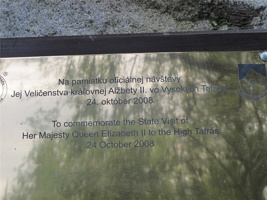 Na pamiatku oficiálnej návštevy
Jej Veličenstva kráľovnej Alžbety II. vo Vysokých Tatrách
24. október 2008
To commemorate the State Visit of
Her Majesty Queen Elizabeth II to the High Tatras
24 October 2008